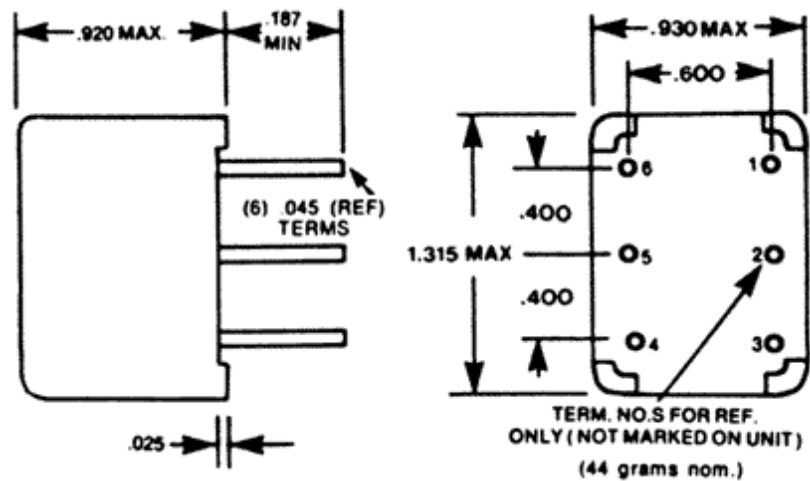 .920 MAX.
.187
MIN
(6) .045 (REF)
TERMS
.025
.930 MAX
.600
6
1
.400
1.315 MAX
5
2
.400
4
3
TERM. NO.S FOR REF.
ONLY (NOT MARKED ON UNIT)
(44 grams nom.)